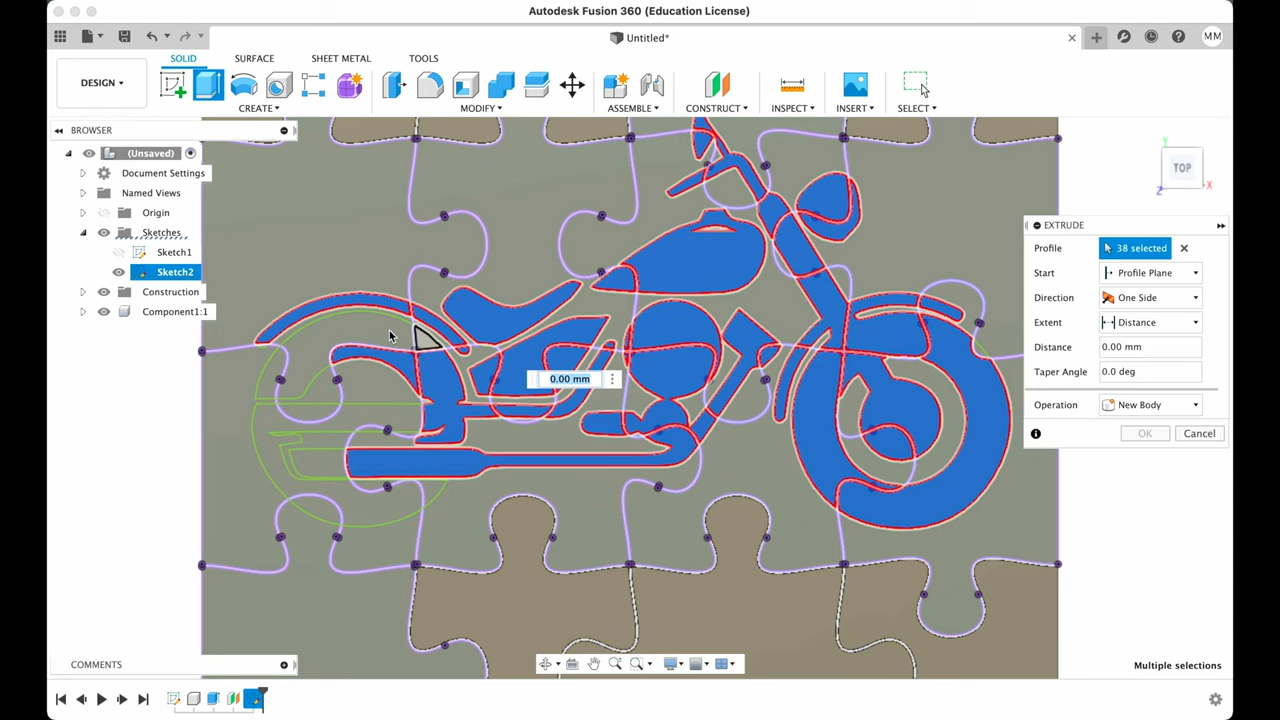 Autodesk Fusion 360 (Education License)
Untitled*
MM
DESIGN
SOLID
SURFACE
SHEET METAL
TOOLS
CREATE
MODIFY
ASSEMBLE
CONSTRUCT
INSPECT
INSERT
SELECT
BROWSER
(Unsaved)
Document Settings
Named Views
Origin
Sketches
Sketch1
Sketch2
Construction
Component1:1
TOP
Y
Z
X
EXTRUDE
Profile 38 selected
Start Profile Plane
Direction One Side
Extent Distance
Distance 0.00 mm
Taper Angle 0.0 deg
Operation New Body
OK Cancel
0.00 mm
COMMENTS
Multiple selections